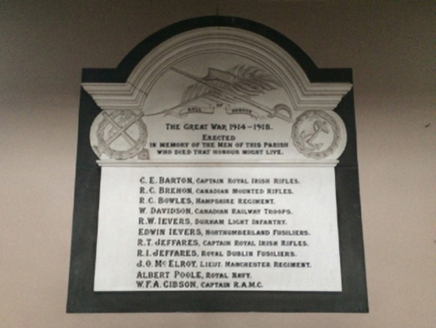 ROLL OF HONOUR
THE GREAT WAR 1914-1918.
ERECTED
IN MEMORY OF THE MEN OF THIS PARISH
WHO DIED THAT HONOUR MIGHT LIVE.
C. E. BARTON, CAPTAIN ROYAL IRISH RIFLES.
R. C. BREHON, CANADIAN MOUNTED RIFLES.
R. C. BOWLES, HAMPSHIRE REGIMENT.
W. DAVIDSON, CANADIAN RAILWAY TROOPS.
R. W. IEVERS, DURHAM LIGHT INFANTRY.
EDWIN IEVERS, NORTHUMBERLAND FUSILIERS.
R. T. JEFFARES, CAPTAIN ROYAL IRISH RIFLES.
R. I. JEFFARES, ROYAL DUBLIN FUSILIERS.
J. O. McELROY, LIEUT. MANCHESTER REGIMENT.
ALBERT POOLE, ROYAL NAVY.
W. F. A. GIBSON, CAPTAIN R.A.M.C.